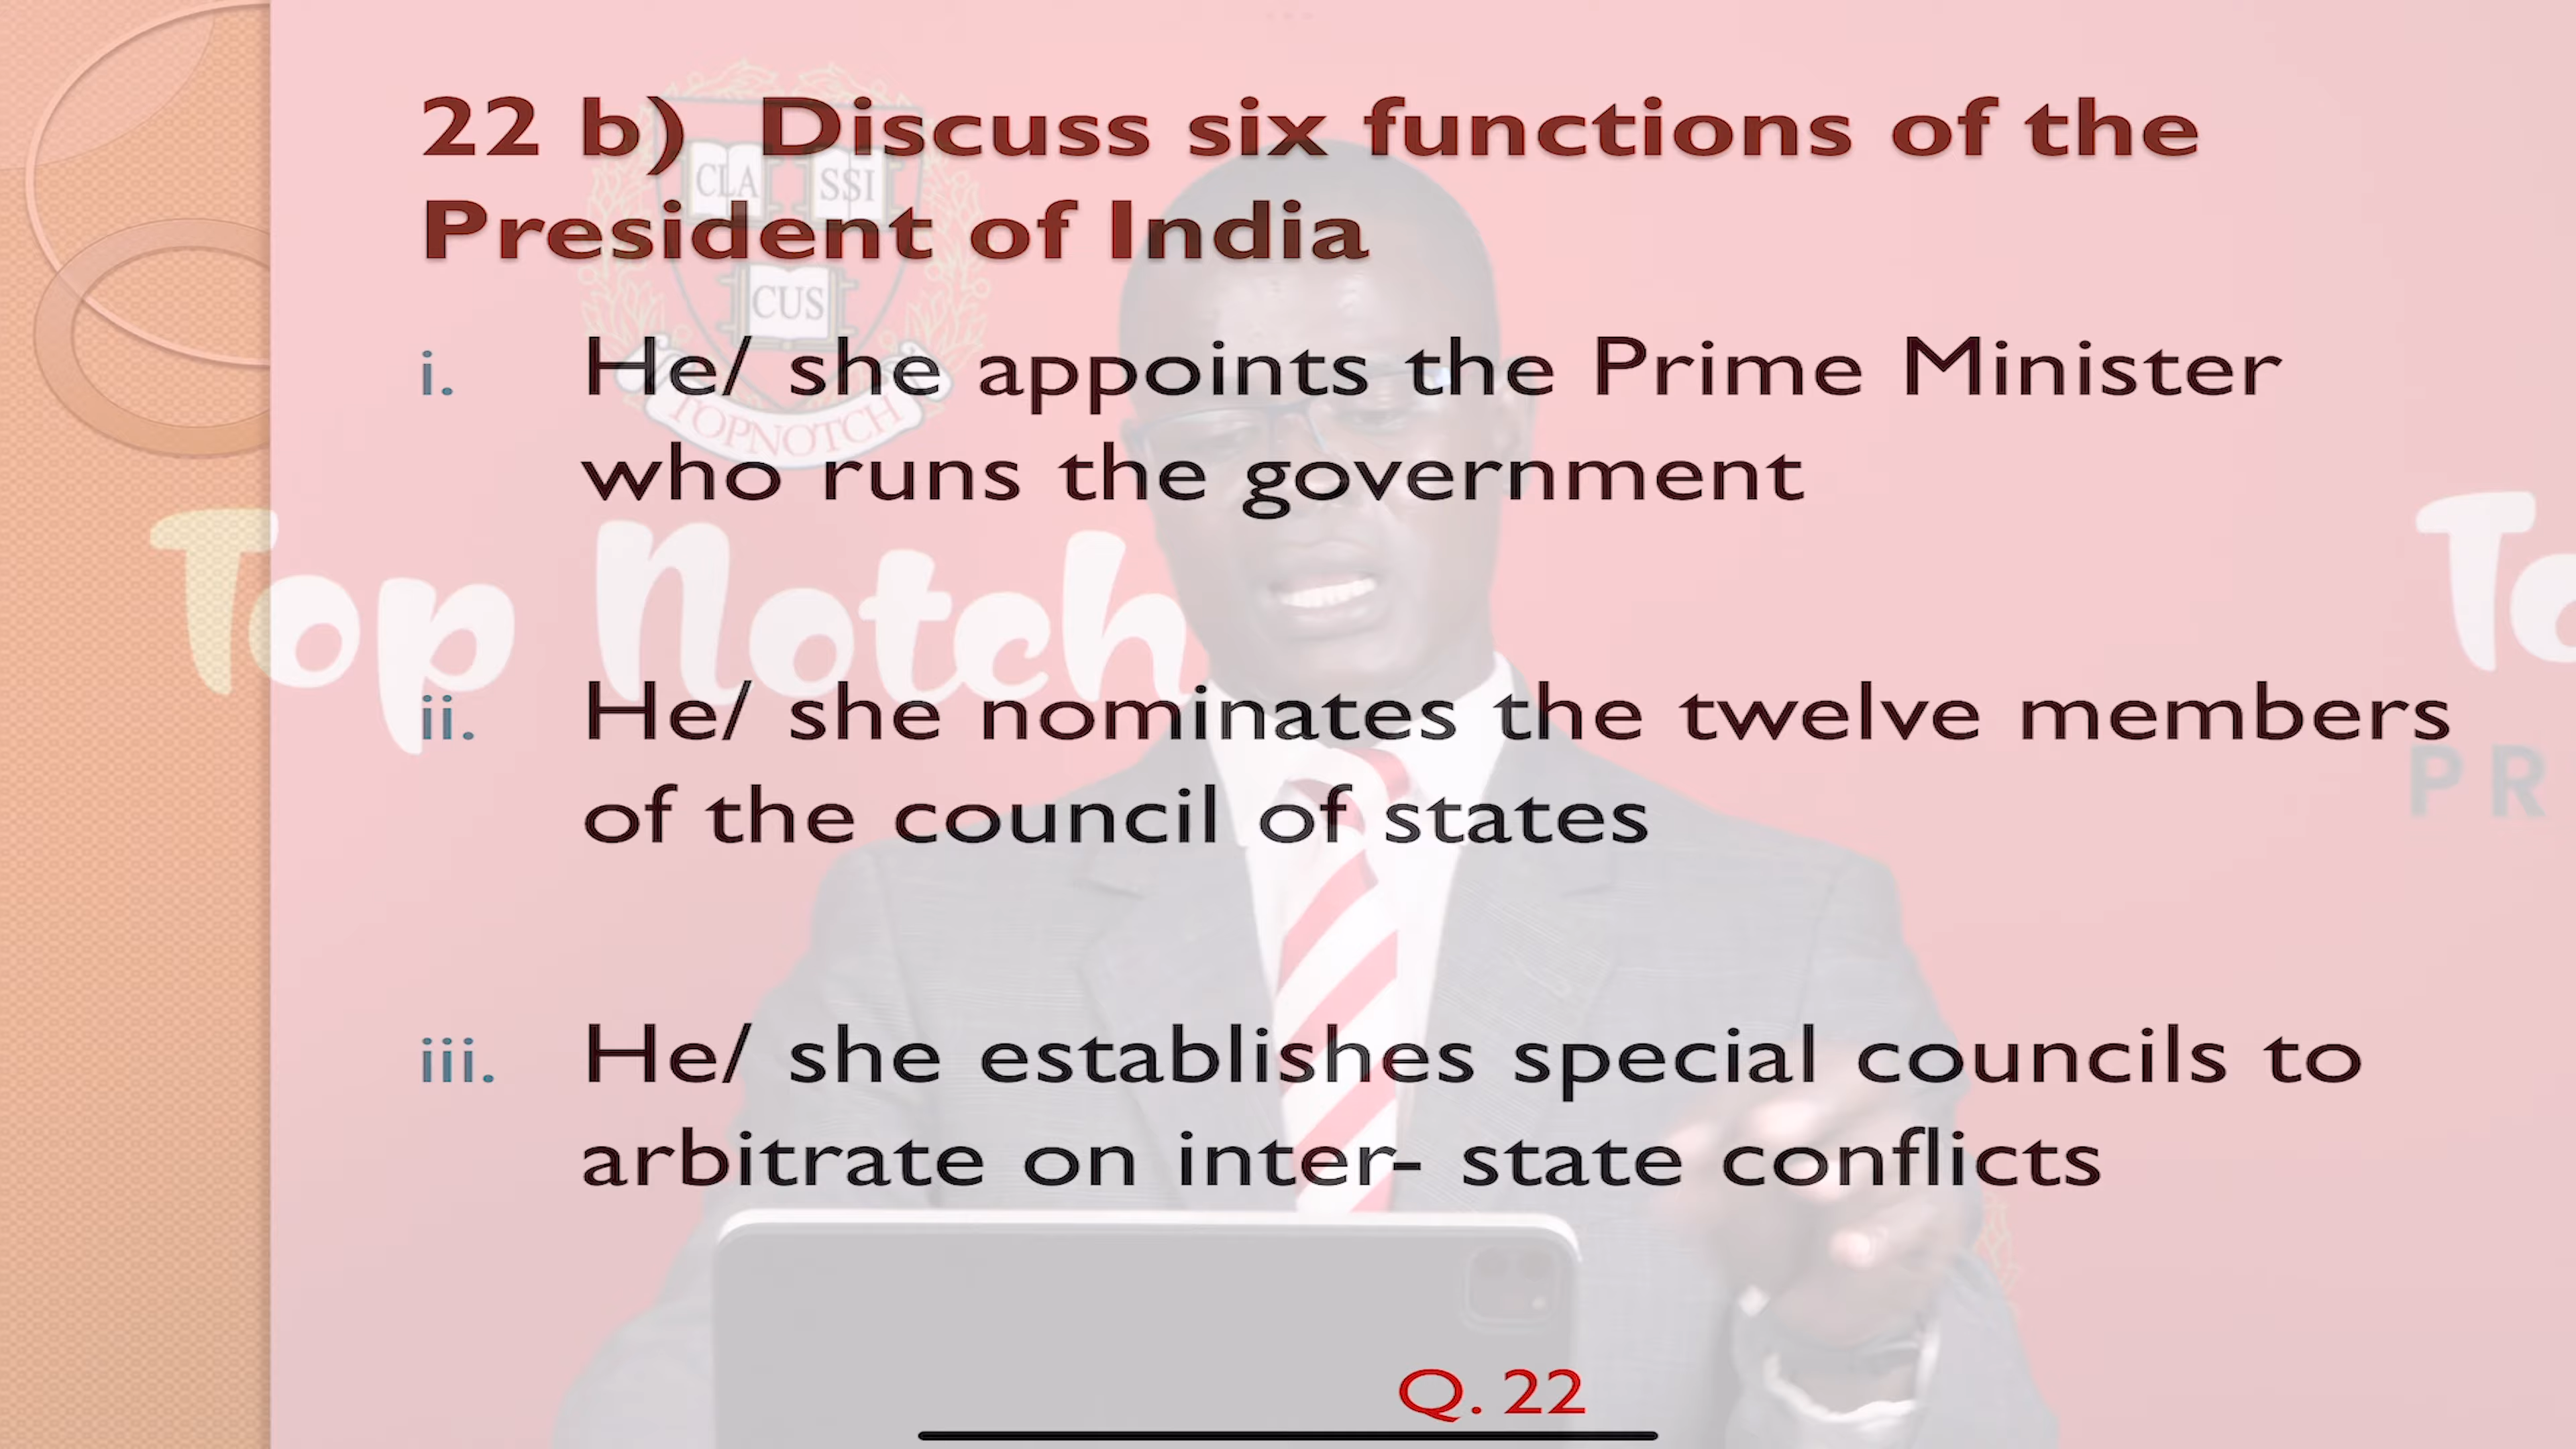 22 b) Discuss six functions of the
President of India
CLA SSI
CUS
TOPNOTCH
i. He/ she appoints the Prime Minister
who runs the government
Top Notch
To
ii. He/ she nominates the twelve members
of the council of states
PR
iii. He/ she establishes special councils to
arbitrate on inter- state conflicts
Q. 22